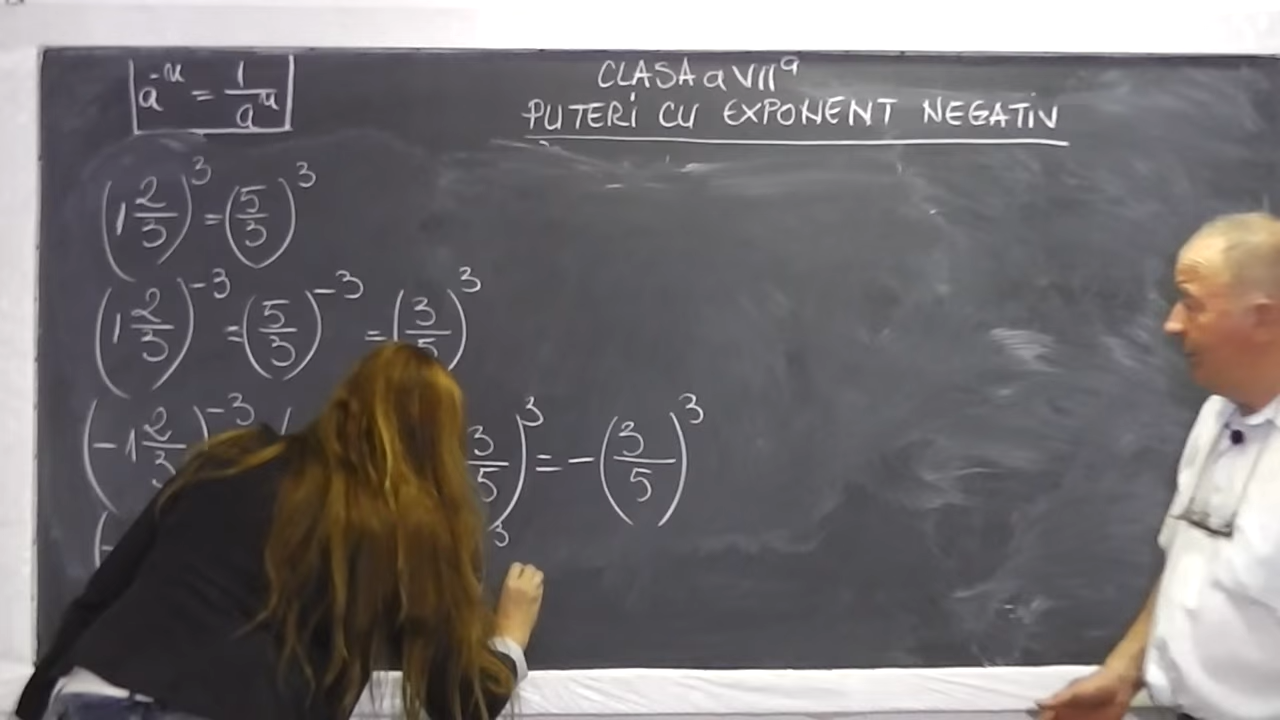 a⁻ⁿ = 1/aⁿ
CLASA a VII ª
PUTERI CU EXPONENT NEGATIV
(1 2/3)³ = (5/3)³
(1 2/3)⁻³ = (5/3)⁻³ = (3/5)³
(-1 2/3)⁻³ ( 3/5)³ = -(3/5)³
(- ³